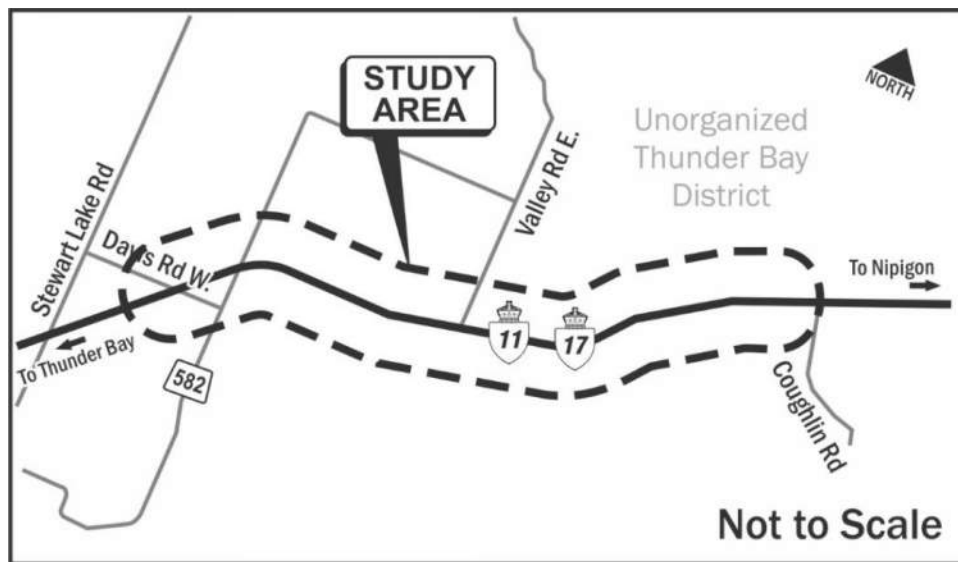 STUDY
AREA
NORTH
Unorganized
Thunder Bay
District
Stewart Lake Rd
Davis Rd W.
Valley Rd E.
To Nipigon
11
17
To Thunder Bay
582
Coughlin Rd
Not to Scale